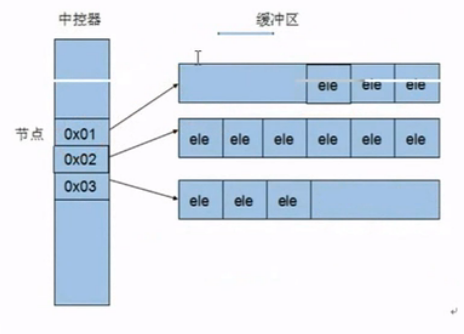 中控器 缓冲区
ele ele ele
节点 0x01
ele ele ele ele ele ele
0x02
0x03
ele ele ele